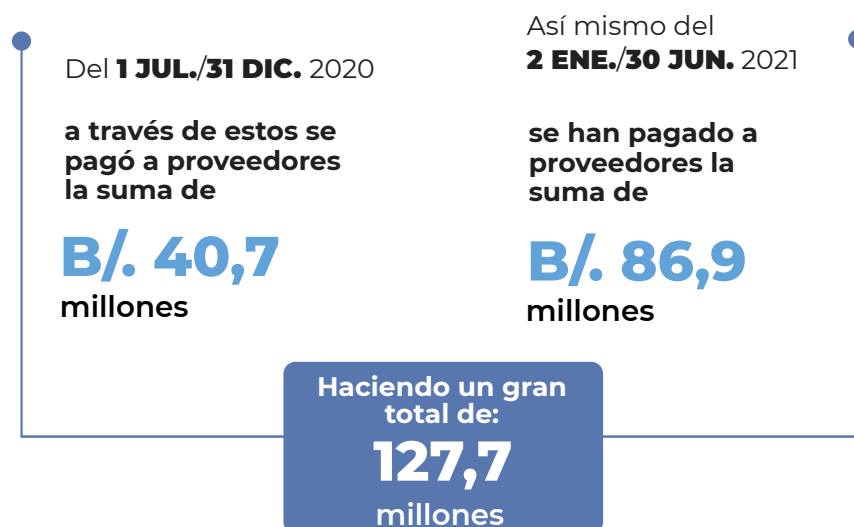 Del 1 JUL./31 DIC. 2020
a través de estos se
pagó a proveedores
la suma de
B/. 40,7
millones
Así mismo del
2 ENE./30 JUN. 2021
se han pagado a
proveedores la
suma de
B/. 86,9
millones
Haciendo un gran
total de:
127,7
millones